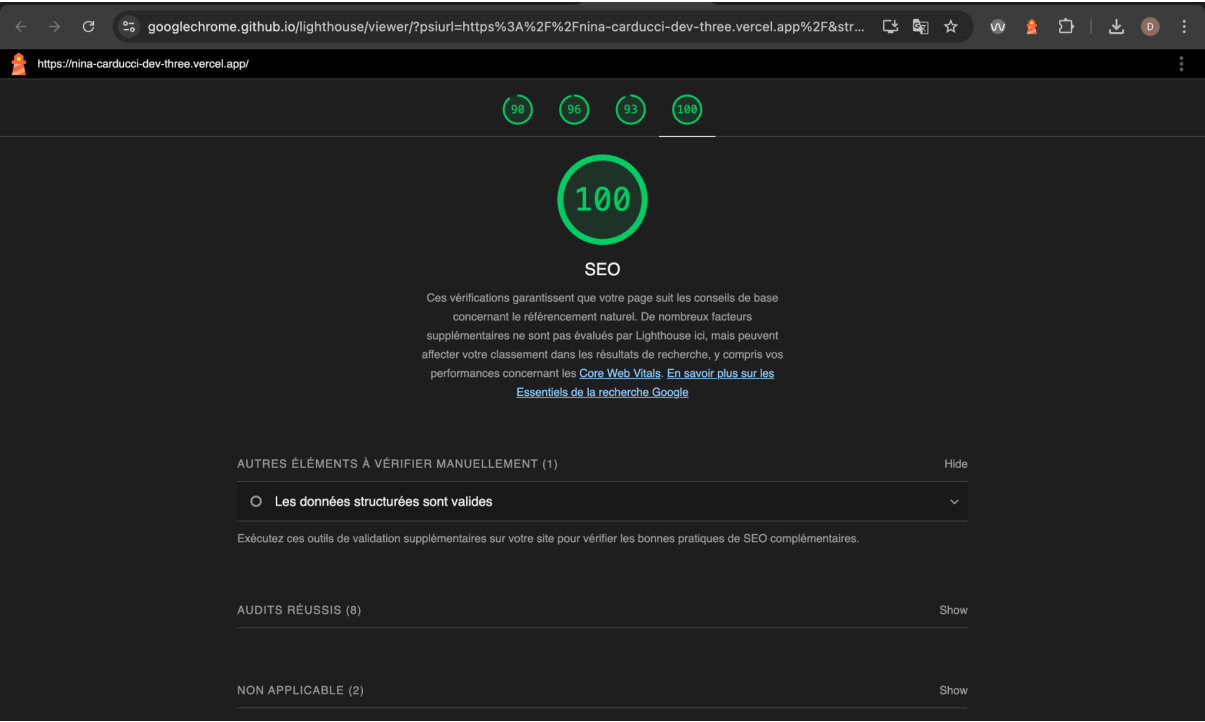 googlechrome.github.io/lighthouse/viewer/?psiurl=https%3A%2F%2Fnina-carducci-dev-three.vercel.app%2F&str...
D
https://nina-carducci-dev-three.vercel.app/
90 96 93 100
100
SEO
Ces vérifications garantissent que votre page suit les conseils de base
concernant le référencement naturel. De nombreux facteurs
supplémentaires ne sont pas évalués par Lighthouse ici, mais peuvent
affecter votre classement dans les résultats de recherche, y compris vos
performances concernant les Core Web Vitals. En savoir plus sur les
Essentiels de la recherche Google
AUTRES ÉLÉMENTS À VÉRIFIER MANUELLEMENT (1) Hide
Les données structurées sont valides
Exécutez ces outils de validation supplémentaires sur votre site pour vérifier les bonnes pratiques de SEO complémentaires.
AUDITS RÉUSSIS (8) Show
NON APPLICABLE (2) Show